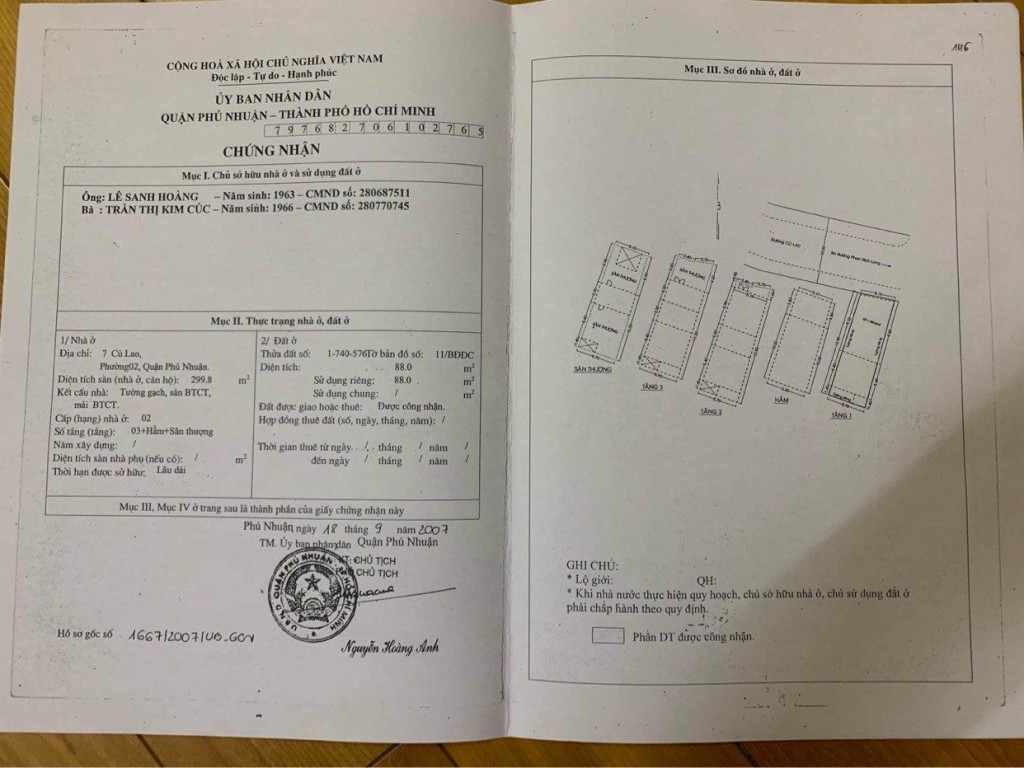 CỘNG HOÀ XÃ HỘI CHỦ NGHĨA VIỆT NAM
Độc lập - Tự do - Hạnh phúc
ỦY BAN NHÂN DÂN
QUẬN PHÚ NHUẬN – THÀNH PHỐ HỒ CHÍ MINH
7 9 7 6 8 2 7 0 6 1 0 2 7 6 5
CHỨNG NHẬN
Mục I. Chủ sở hữu nhà ở và sử dụng đất ở
Ông: LÊ SANH HOÀNG – Năm sinh: 1963 – CMND số: 280687511
Bà : TRẦN THỊ KIM CÚC – Năm sinh: 1966 – CMND số: 280770745
Mục II. Thực trạng nhà ở, đất ở
1/ Nhà ở
Địa chỉ: 7 Cù Lao,
Phường02, Quận Phú Nhuận.
Diện tích sàn (nhà ở, căn hộ): 299.8 m2
Kết cấu nhà: Tường gạch, sàn BTCT,
mái BTCT.
Cấp (hạng) nhà ở: 02
Số tầng (tầng): 03+Hầm+Sân thượng
Năm xây dựng: /
Diện tích sàn nhà phụ (nếu có): / m2
Thời hạn được sở hữu: Lâu dài
2/ Đất ở
Thửa đất số: 1-740-576Tờ bản đồ số: 11/BĐĐC
Diện tích: 88.0 m2
Sử dụng riêng: 88.0 m2
Sử dụng chung: / m2
Đất được giao hoặc thuê: Được công nhận.
Hợp đồng thuê đất (số, ngày, tháng, năm): /
Thời gian thuê từ ngày / tháng / năm /
đến ngày / tháng / năm /
Mục III, Mục IV ở trang sau là thành phần của giấy chứng nhận này
Phú Nhuận ngày 18 tháng 9 năm 2007
TM. Ủy ban nhân dân Quận Phú Nhuận
KT. CHỦ TỊCH
CHỦ TỊCH
Hồ sơ gốc số 1667/2007/UB-GCN
Nguyễn Hoàng Anh
146
Mục III. Sơ đồ nhà ở, đất ở
Đường Cù Lao
Ra đường Phan Xích Long
SÂN THƯỢNG
SÂN THƯỢNG
SÂN THƯỢNG
SÂN THƯỢNG
TẦNG 3
TẦNG 2
HẦM
TẦNG 1
GHI CHÚ:
* Lộ giới: QH:
* Khi nhà nước thực hiện quy hoạch, chủ sở hữu nhà ở, chủ sử dụng đất ở
phải chấp hành theo quy định.
Phần DT được công nhận.